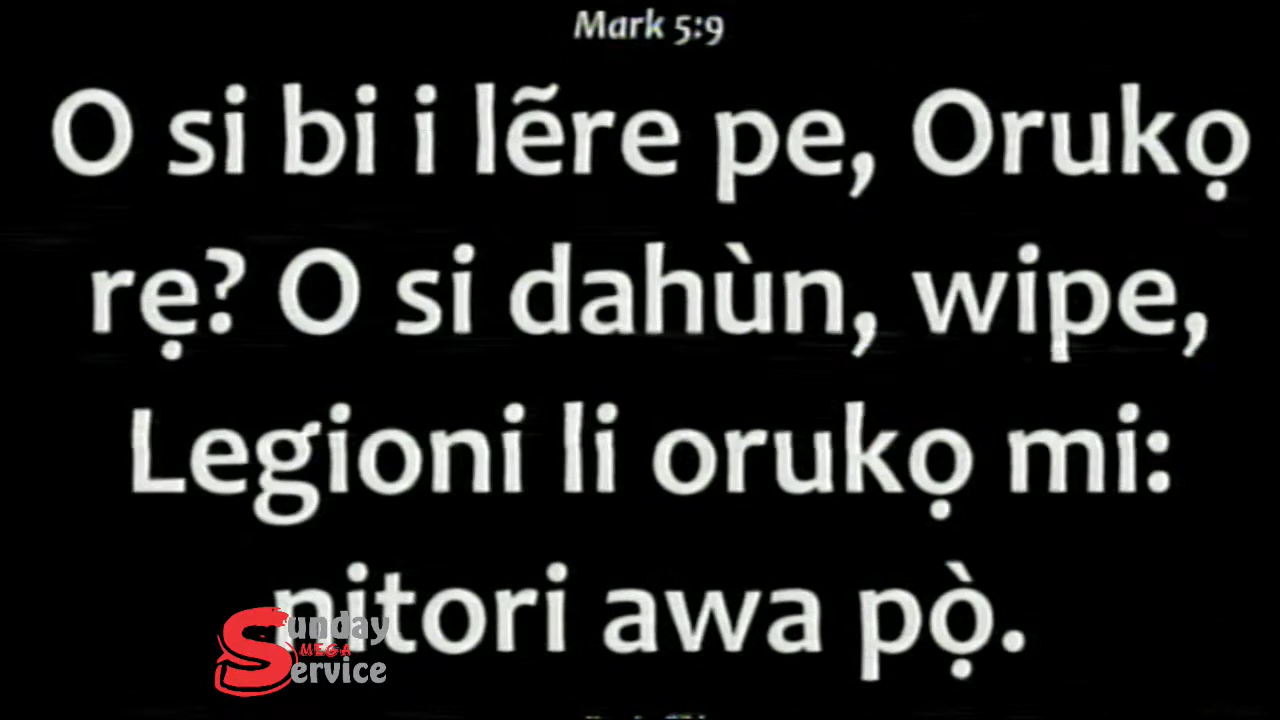 Mark 5:9
O si bi i lẽre pe, Orukọ
rẹ? O si dahùn, wipe,
Legioni li orukọ mi:
nitori awa pọ̀.
Sunday
MEGA
Service